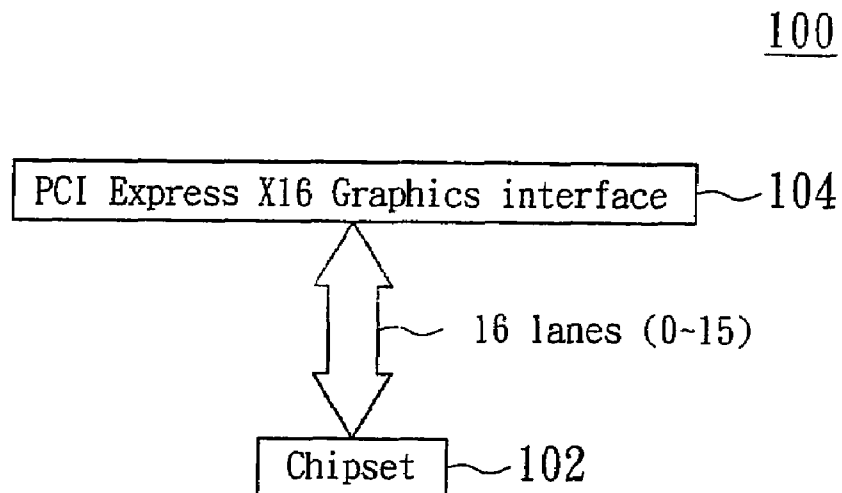 100
PCI Express X16 Graphics interface
104
16 lanes (0~15)
Chipset
102